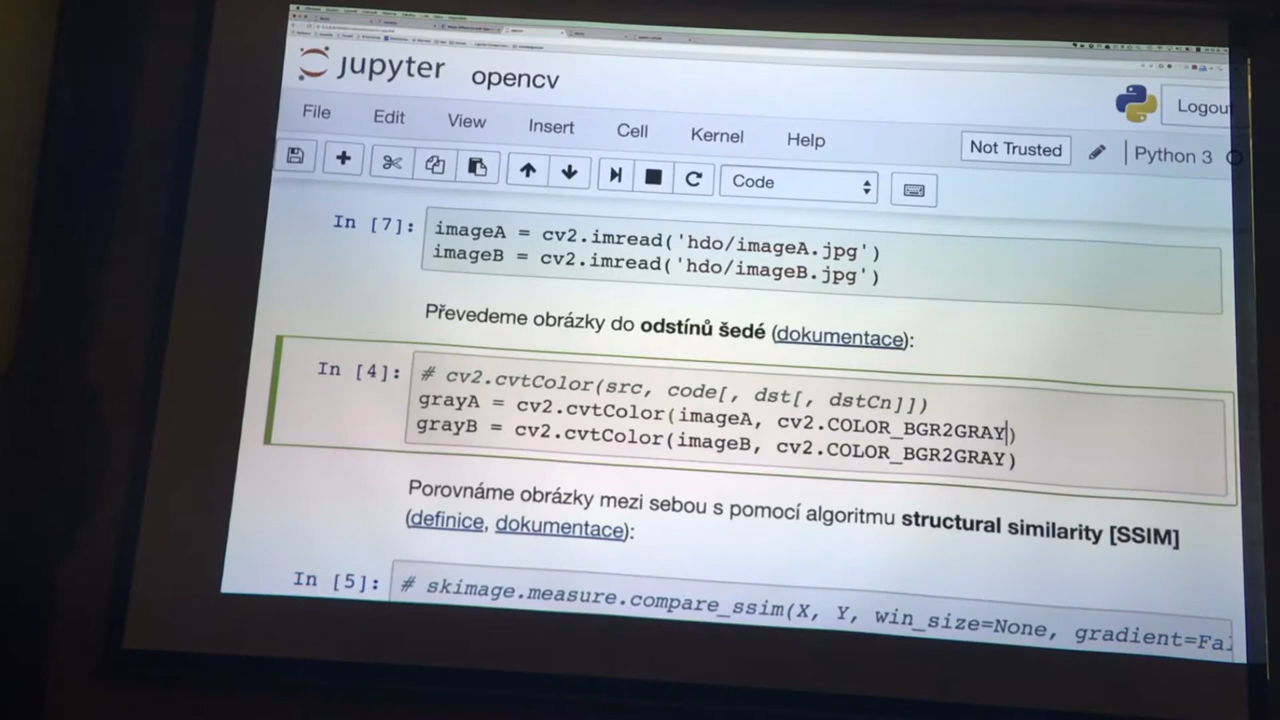 jupyter opencv
Logout
File Edit View Insert Cell Kernel Help
Not Trusted
Python 3
Code
In [7]:
imageA = cv2.imread('hdo/imageA.jpg')
imageB = cv2.imread('hdo/imageB.jpg')
Převedeme obrázky do odstínů šedé (dokumentace):
In [4]:
# cv2.cvtColor(src, code[, dst[, dstCn]])
grayA = cv2.cvtColor(imageA, cv2.COLOR_BGR2GRAY)
grayB = cv2.cvtColor(imageB, cv2.COLOR_BGR2GRAY)
Porovnáme obrázky mezi sebou s pomocí algoritmu structural similarity [SSIM]
(definice, dokumentace):
In [5]:
# skimage.measure.compare_ssim(X, Y, win_size=None, gradient=Fal